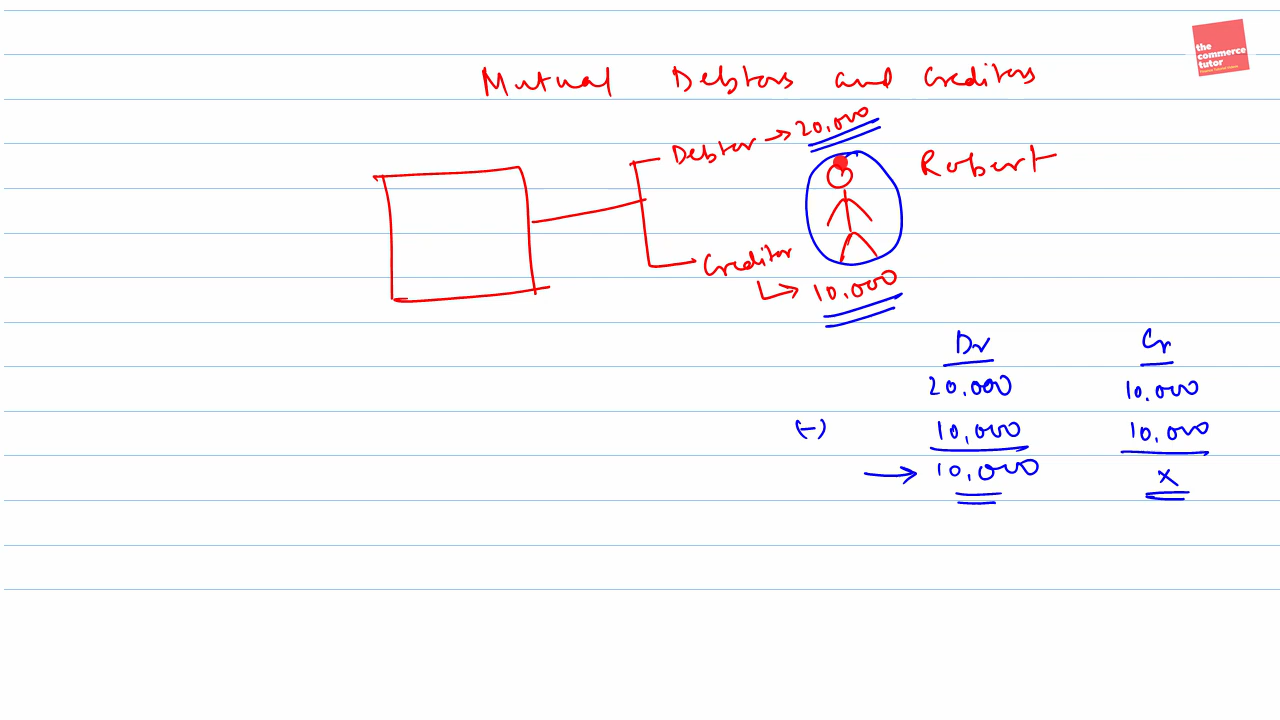 the
commerce
tutor
Mutual Debtors and Creditors
Debtor → 20,000
Robert
Creditor
↳ 10,000
Dr Cr
20,000 10,000
(-) 10,000 10,000
→ 10,000 x